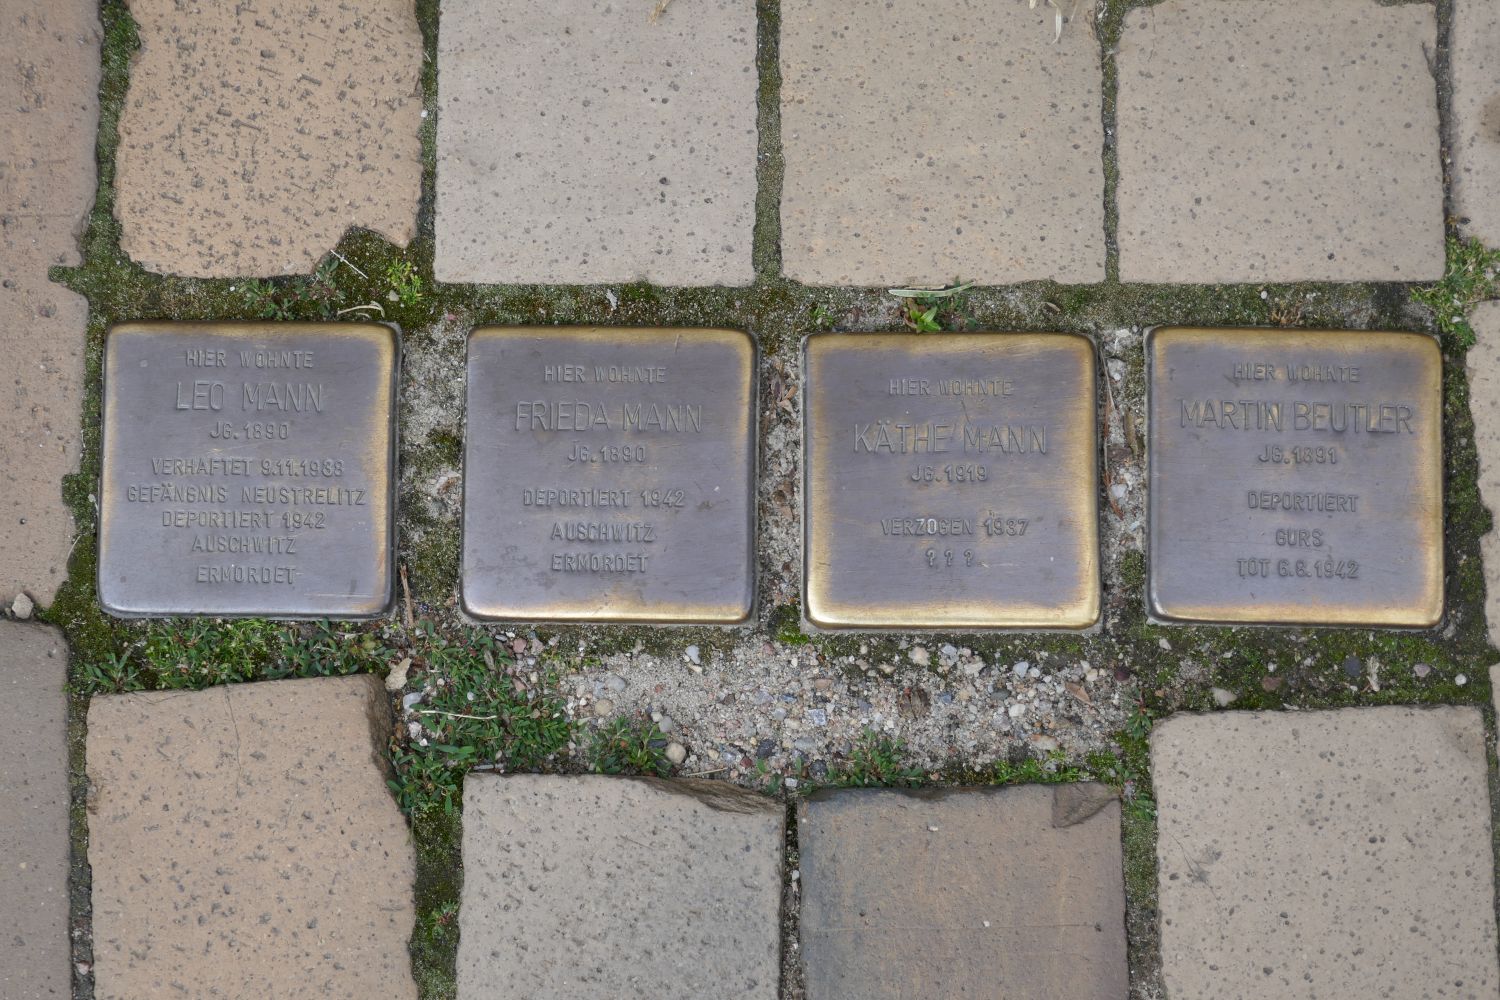 HIER WOHNTE
LEO MANN
JG. 1890
VERHAFTET 9.11.1938
GEFÄNGNIS NEUSTRELITZ
DEPORTIERT 1942
AUSCHWITZ
ERMORDET
HIER WOHNTE
FRIEDA MANN
JG. 1890
DEPORTIERT 1942
AUSCHWITZ
ERMORDET
HIER WOHNTE
KÄTHE MANN
JG. 1919
VERZOGEN 1937
? ? ?
HIER WOHNTE
MARTIN BEUTLER
JG. 1891
DEPORTIERT
GURS
TOT 6.8.1942